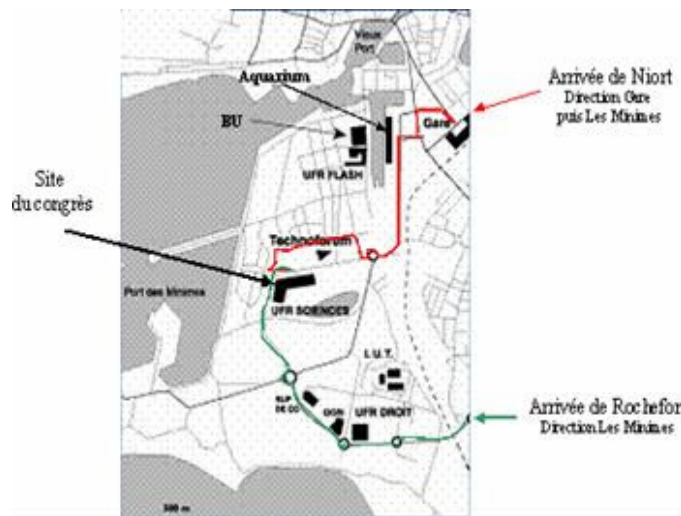 Vieux
Port
Aquarium
Arrivée de Niort
Direction Gare
puis Les Minimes
Gare
BU
UFR FLASH
Site
du congrès
Technoforum
Port des Minimes
UFR SCIENCES
I.U.T.
UFR DROIT
Arrivée de Rochefor
Direction Les Minimes